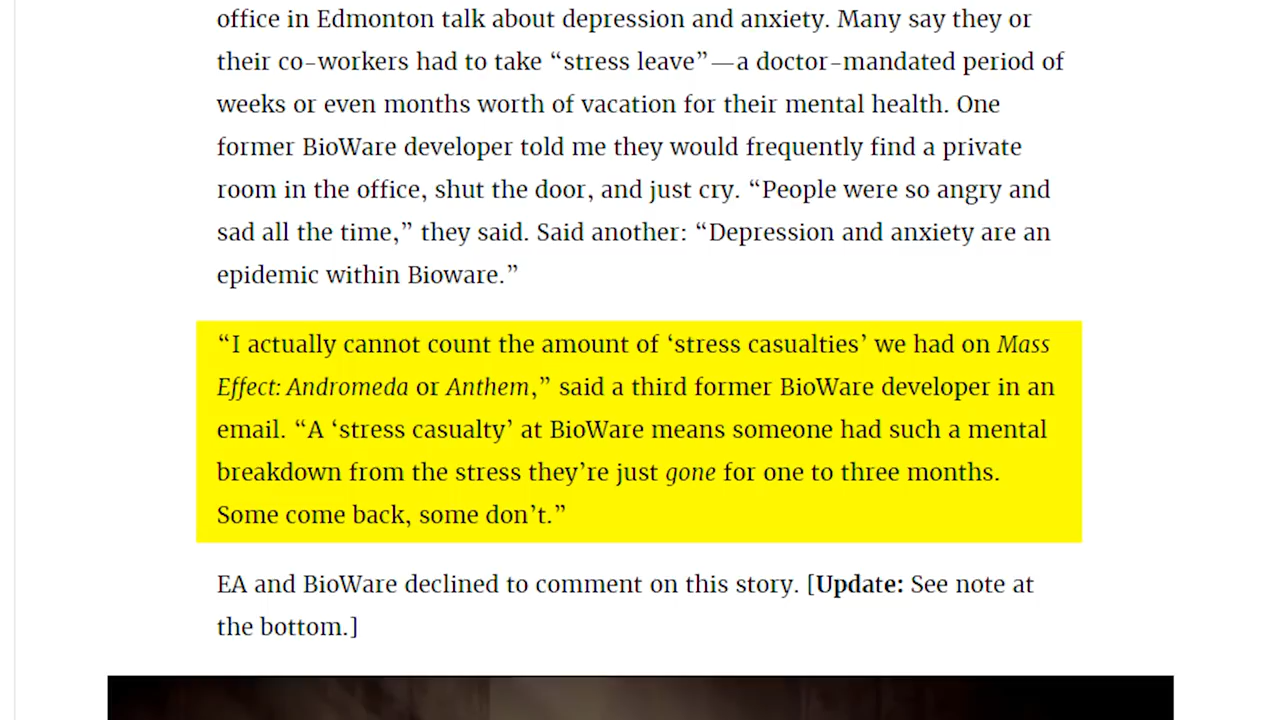 office in Edmonton talk about depression and anxiety. Many say they or
their co-workers had to take “stress leave”—a doctor-mandated period of
weeks or even months worth of vacation for their mental health. One
former BioWare developer told me they would frequently find a private
room in the office, shut the door, and just cry. “People were so angry and
sad all the time,” they said. Said another: “Depression and anxiety are an
epidemic within Bioware.”
“I actually cannot count the amount of ‘stress casualties’ we had on Mass
Effect: Andromeda or Anthem,” said a third former BioWare developer in an
email. “A ‘stress casualty’ at BioWare means someone had such a mental
breakdown from the stress they’re just gone for one to three months.
Some come back, some don’t.”
EA and BioWare declined to comment on this story. [Update: See note at
the bottom.]